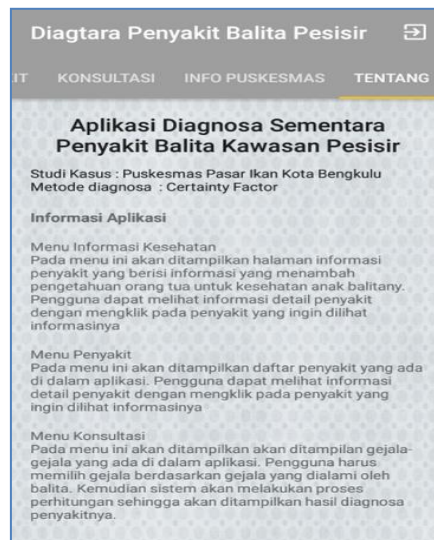 Diagtara Penyakit Balita Pesisir
IT KONSULTASI INFO PUSKESMAS TENTANG
Aplikasi Diagnosa Sementara
Penyakit Balita Kawasan Pesisir
Studi Kasus : Puskesmas Pasar Ikan Kota Bengkulu
Metode diagnosa : Certainty Factor
Informasi Aplikasi
Menu Informasi Kesehatan
Pada menu ini akan ditampilkan halaman informasi
penyakit yang berisi informasi yang menambah
pengetahuan orang tua untuk kesehatan anak balitany.
Pengguna dapat melihat informasi detail penyakit
dengan mengklik pada penyakit yang ingin dilihat
informasinya
Menu Penyakit
Pada menu ini akan ditampilkan daftar penyakit yang ada
di dalam aplikasi. Pengguna dapat melihat informasi
detail penyakit dengan mengklik pada penyakit yang
ingin dilihat informasinya
Menu Konsultasi
Pada menu ini akan ditampilkan akan ditampilan gejala-
gejala yang ada di dalam aplikasi. Pengguna harus
memilih gejala berdasarkan gejala yang dialami oleh
balita. Kemudian sistem akan melakukan proses
perhitungan sehingga akan ditampilkan hasil diagnosa
penyakitnya.